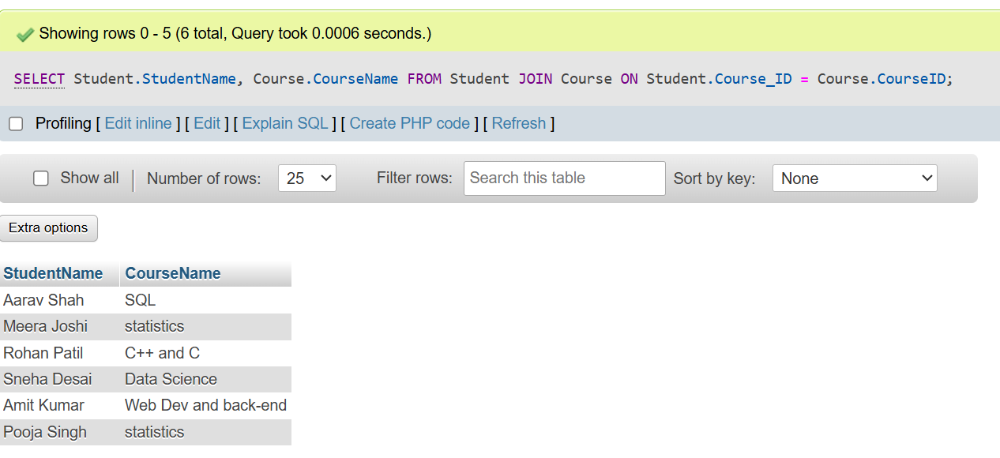 Showing rows 0 - 5 (6 total, Query took 0.0006 seconds.)
SELECT Student.StudentName, Course.CourseName FROM Student JOIN Course ON Student.Course_ID = Course.CourseID;
Profiling [ Edit inline ] [ Edit ] [ Explain SQL ] [ Create PHP code ] [ Refresh ]
Show all | Number of rows: 25 Filter rows: Search this table Sort by key: None
Extra options
StudentName CourseName
Aarav Shah SQL
Meera Joshi statistics
Rohan Patil C++ and C
Sneha Desai Data Science
Amit Kumar Web Dev and back-end
Pooja Singh statistics